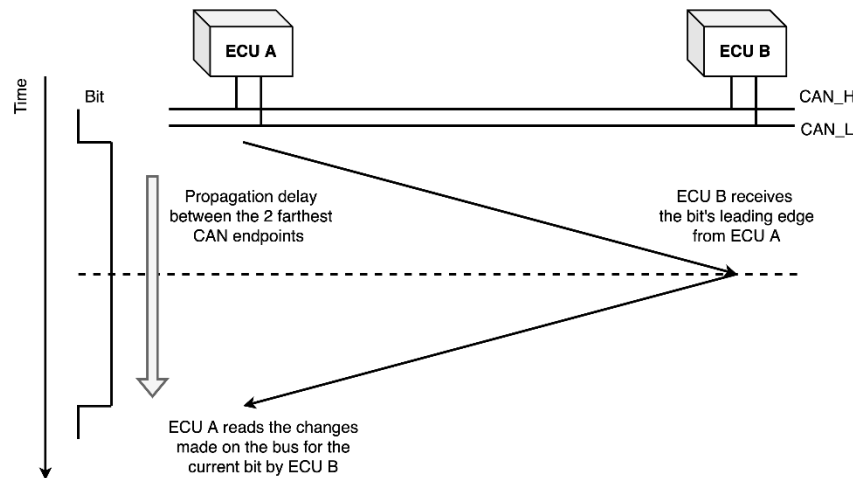 ECU A
ECU B
Time
Bit
CAN_H
CAN_L
Propagation delay
between the 2 farthest
CAN endpoints
ECU B receives
the bit's leading edge
from ECU A
ECU A reads the changes
made on the bus for the
current bit by ECU B